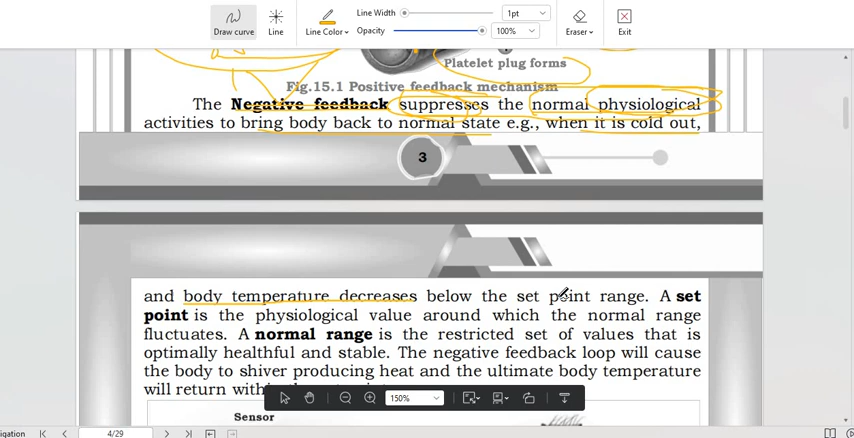 Draw curve
Line
Line Color
Line Width
1pt
Opacity
100%
Eraser
Exit
Platelet plug forms
Fig.15.1 Positive feedback mechanism
The Negative feedback suppresses the normal physiological
activities to bring body back to normal state e.g., when it is cold out,
3
and body temperature decreases below the set point range. A set
point is the physiological value around which the normal range
fluctuates. A normal range is the restricted set of values that is
optimally healthful and stable. The negative feedback loop will cause
the body to shiver producing heat and the ultimate body temperature
will return with
150%
Sensor
igation
4/29